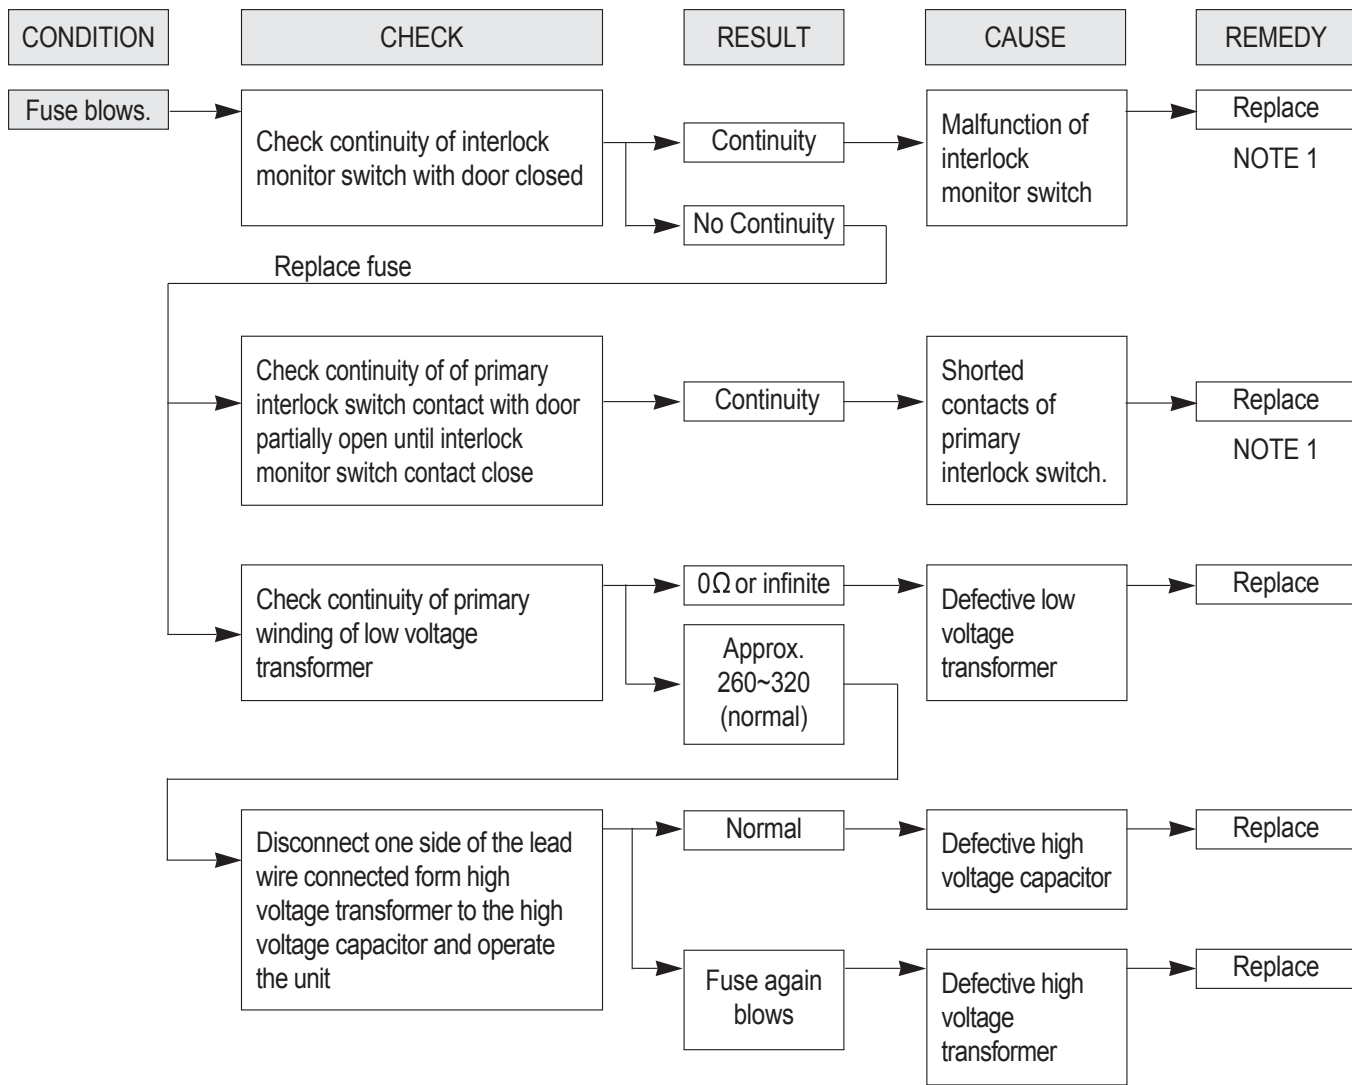 CONDITION
CHECK
RESULT
CAUSE
REMEDY
Fuse blows.
Check continuity of interlock
monitor switch with door closed
Continuity
Malfunction of
interlock
monitor switch
Replace
NOTE 1
No Continuity
Replace fuse
Check continuity of of primary
interlock switch contact with door
partially open until interlock
monitor switch contact close
Continuity
Shorted
contacts of
primary
interlock switch.
Replace
NOTE 1
Check continuity of primary
winding of low voltage
transformer
0Ω or infinite
Defective low
voltage
transformer
Replace
Approx.
260~320
(normal)
Disconnect one side of the lead
wire connected form high
voltage transformer to the high
voltage capacitor and operate
the unit
Normal
Defective high
voltage capacitor
Replace
Fuse again
blows
Defective high
voltage
transformer
Replace